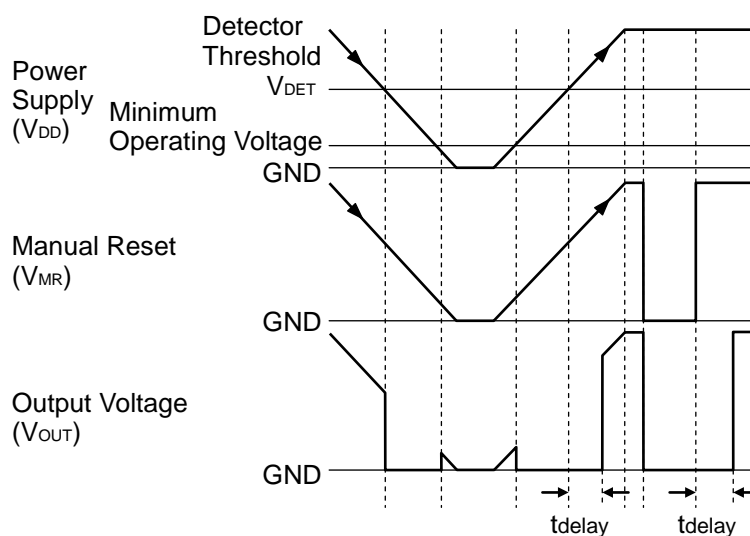 Detector
Threshold
VDET
Power
Supply
(VDD)
Minimum
Operating Voltage
GND
Manual Reset
(VMR)
GND
Output Voltage
(VOUT)
GND
tdelay
tdelay